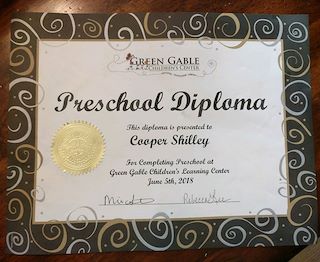 GREEN GABLE
CHILDREN'S CENTER
Preschool Diploma
This diploma is presented to
Cooper Shilley
For Completing Preschool at
Green Gable Children's Learning Center
June 5th, 2018